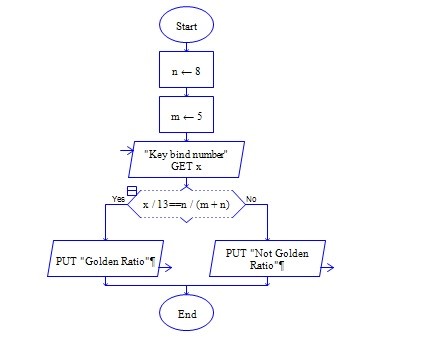 Start
n ← 8
m ← 5
"Key bind number"
GET x
Yes
x / 13==n / (m + n)
No
PUT "Golden Ratio"¶
PUT "Not Golden
Ratio"¶
End